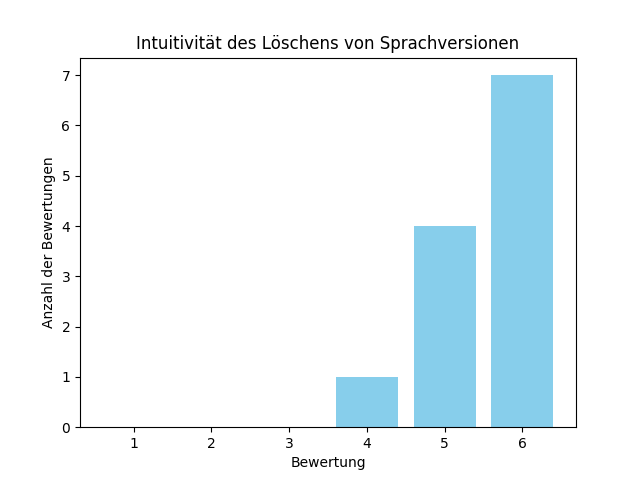 Intuitivität des Löschens von Sprachversionen
7
6
5
4
3
2
1
0
Anzahl der Bewertungen
1 2 3 4 5 6
Bewertung